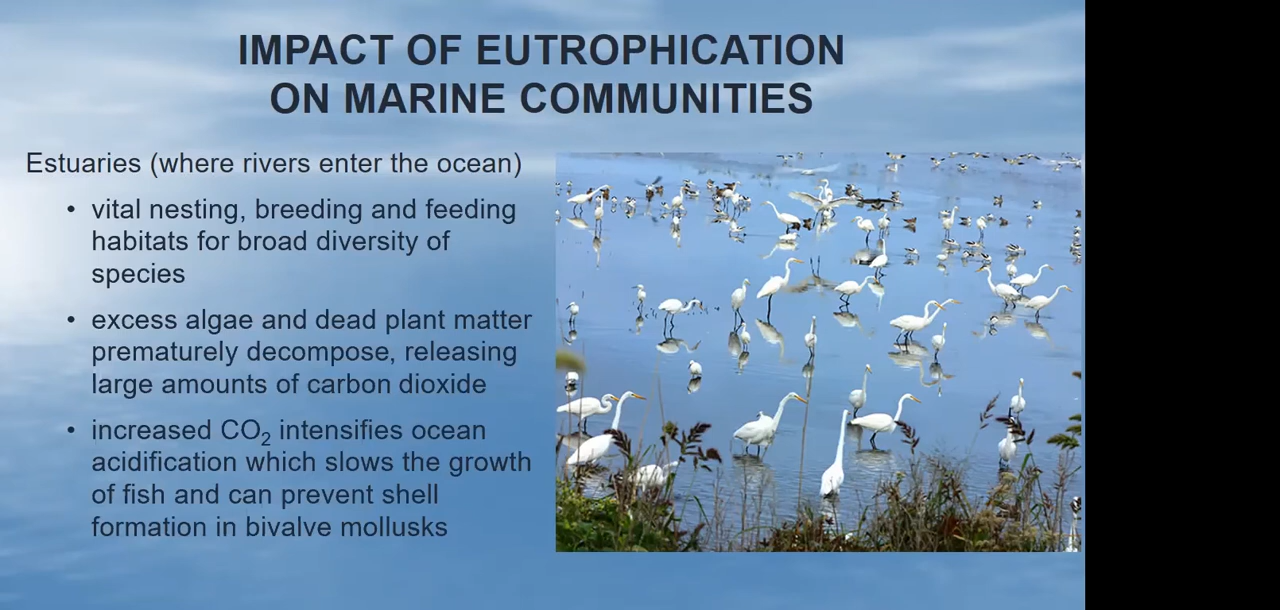 IMPACT OF EUTROPHICATION
ON MARINE COMMUNITIES
Estuaries (where rivers enter the ocean)
• vital nesting, breeding and feeding
habitats for broad diversity of
species
• excess algae and dead plant matter
prematurely decompose, releasing
large amounts of carbon dioxide
• increased CO₂ intensifies ocean
acidification which slows the growth
of fish and can prevent shell
formation in bivalve mollusks